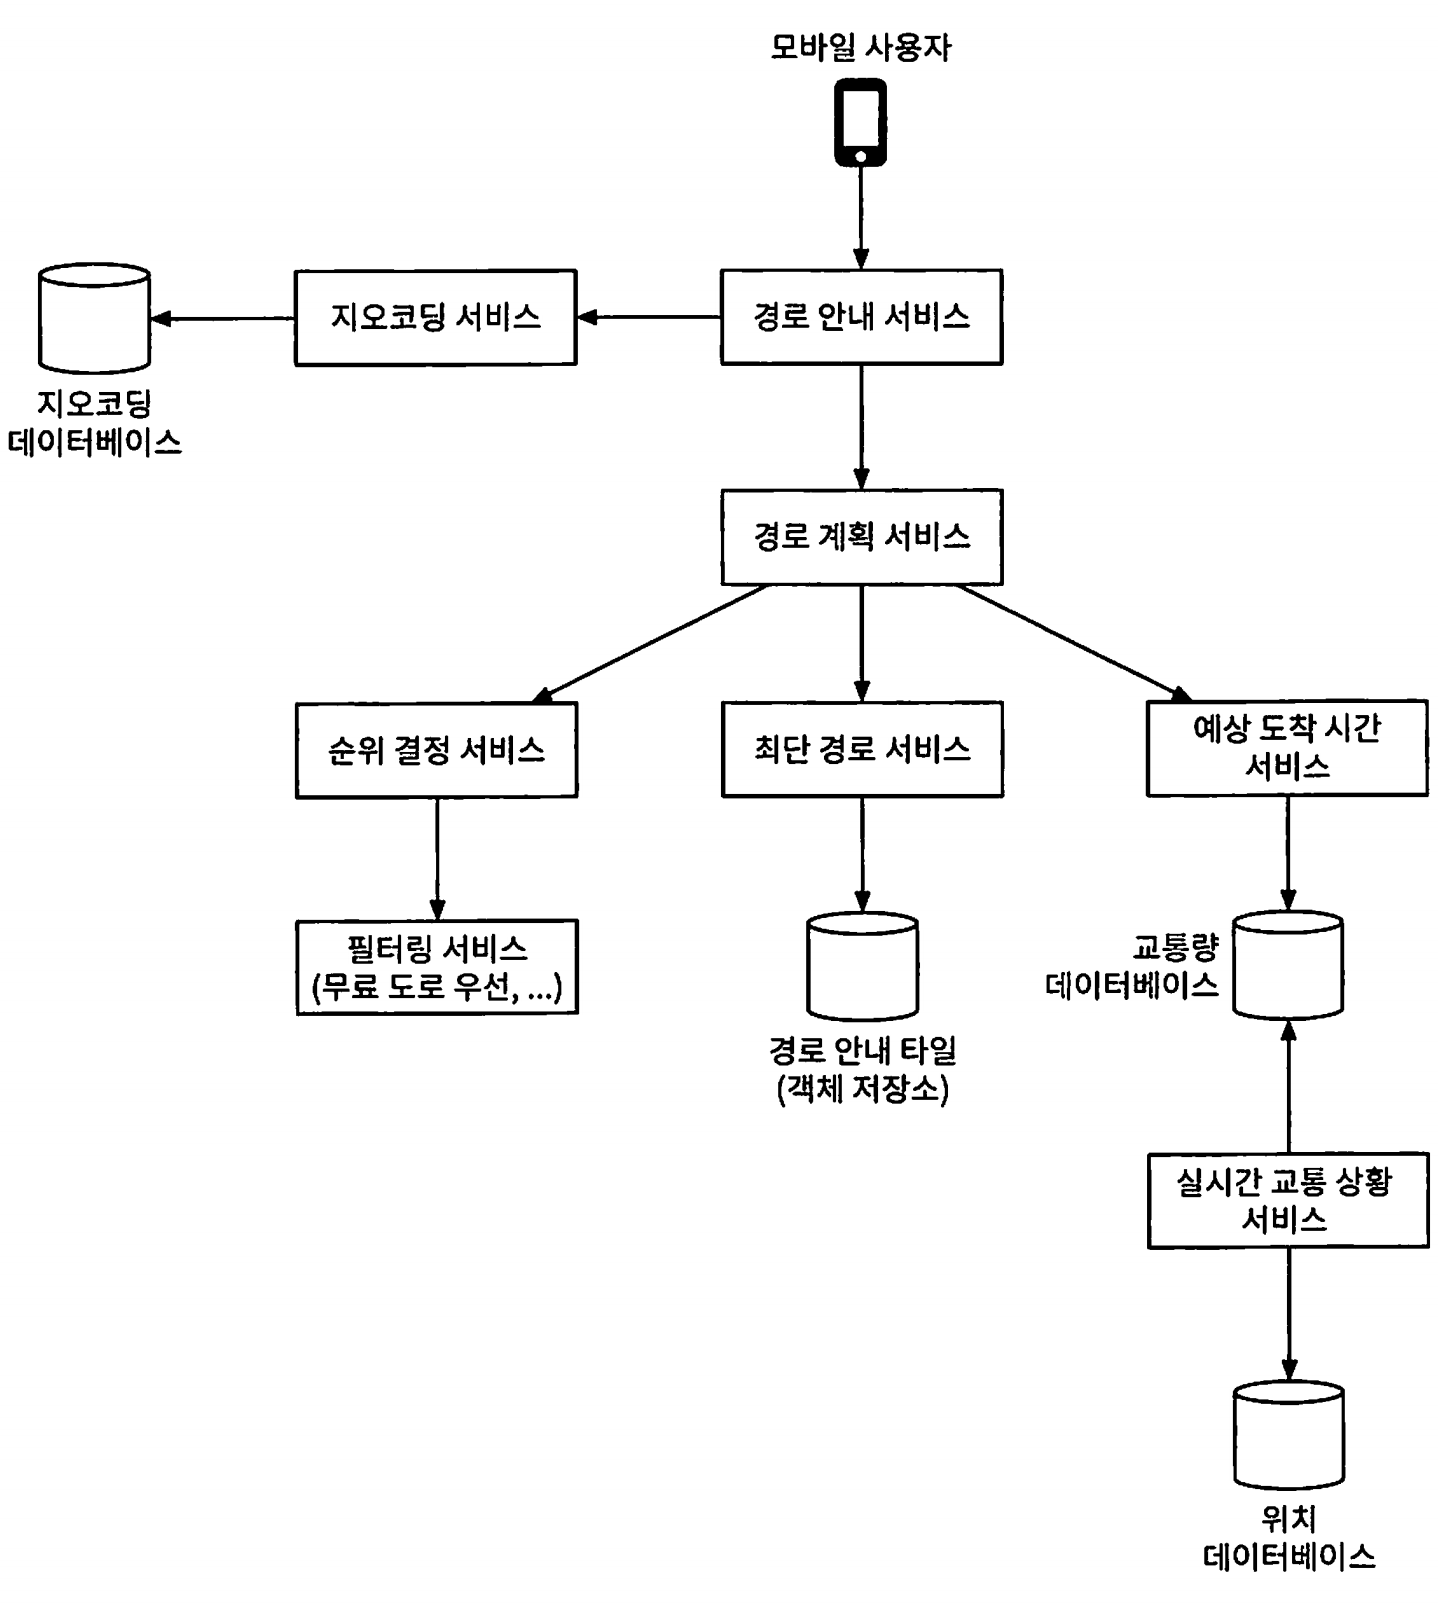 모바일 사용자
지오코딩 서비스
경로 안내 서비스
지오코딩
데이터베이스
경로 계획 서비스
순위 결정 서비스
최단 경로 서비스
예상 도착 시간
서비스
필터링 서비스
(무료 도로 우선, ...)
교통량
데이터베이스
경로 안내 타일
(객체 저장소)
실시간 교통 상황
서비스
위치
데이터베이스